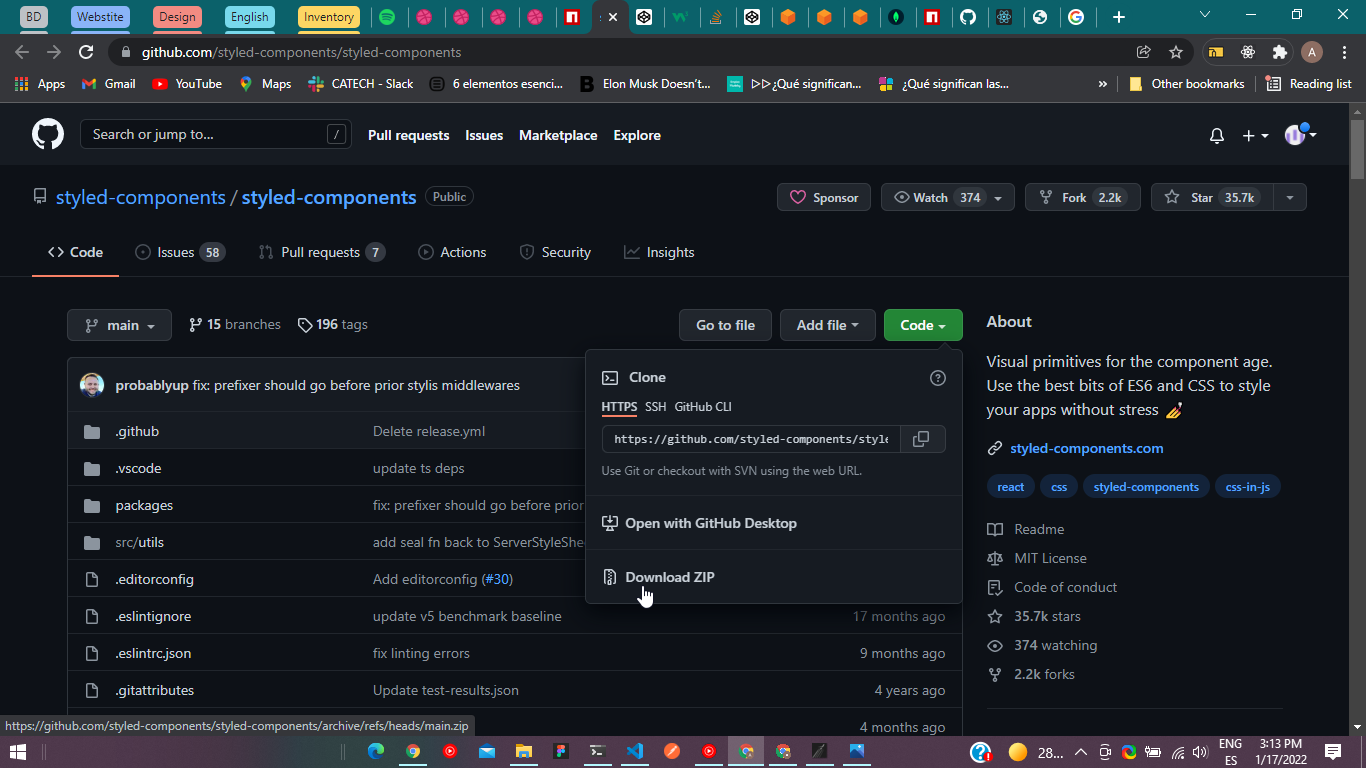 BD Webstite Design English Inventory
github.com/styled-components/styled-components A
Apps Gmail YouTube Maps CATECH - Slack 6 elementos esenci... Elon Musk Doesn't... ▷▷¿Qué significan... ¿Qué significan las... » Other bookmarks Reading list
Search or jump to... / Pull requests Issues Marketplace Explore
styled-components / styled-components Public Sponsor Watch 374 Fork 2.2k Star 35.7k
Code Issues 58 Pull requests 7 Actions Security Insights
main 15 branches 196 tags Go to file Add file Code
About
Visual primitives for the component age.
Use the best bits of ES6 and CSS to style
your apps without stress 💅
styled-components.com
react css styled-components css-in-js
Readme
MIT License
Code of conduct
35.7k stars
374 watching
2.2k forks
probablyup fix: prefixer should go before prior stylis middlewares
.github Delete release.yml
.vscode update ts deps
packages fix: prefixer should go before prior
src/utils add seal fn back to ServerStyleShe
.editorconfig Add editorconfig (#30)
.eslintignore update v5 benchmark baseline 17 months ago
.eslintrc.json fix linting errors 9 months ago
.gitattributes Update test-results.json 4 years ago
4 months ago
Clone
HTTPS SSH GitHub CLI
https://github.com/styled-components/style
Use Git or checkout with SVN using the web URL.
Open with GitHub Desktop
Download ZIP
https://github.com/styled-components/styled-components/archive/refs/heads/main.zip
28... ENG
ES
3:13 PM
1/17/2022